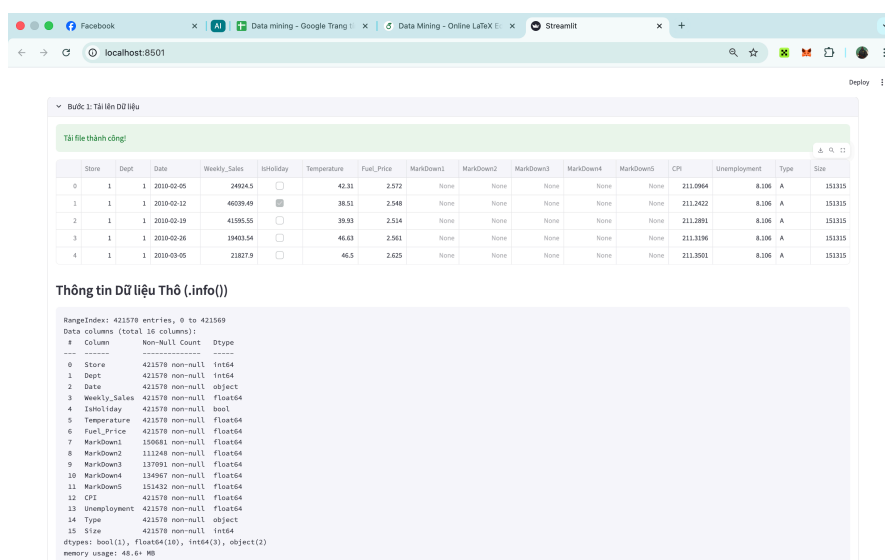 Facebook
AI
Data mining - Google Trang tí
Data Mining - Online LaTeX Ed
Streamlit
localhost:8501
Deploy
Bước 1: Tải lên Dữ liệu
Tải file thành công!
Store Dept Date Weekly_Sales IsHoliday Temperature Fuel_Price MarkDown1 MarkDown2 MarkDown3 MarkDown4 MarkDown5 CPI Unemployment Type Size
0 1 1 2010-02-05 24924.5 42.31 2.572 None None None None None 211.0964 8.106 A 151315
1 1 1 2010-02-12 46039.49 38.51 2.548 None None None None None 211.2422 8.106 A 151315
2 1 1 2010-02-19 41595.55 39.93 2.514 None None None None None 211.2891 8.106 A 151315
3 1 1 2010-02-26 19403.54 46.63 2.561 None None None None None 211.3196 8.106 A 151315
4 1 1 2010-03-05 21827.9 46.5 2.625 None None None None None 211.3501 8.106 A 151315
Thông tin Dữ liệu Thô (.info())
RangeIndex: 421570 entries, 0 to 421569
Data columns (total 16 columns):
# Column Non-Null Count Dtype
--- ------ -------------- -----
0 Store 421570 non-null int64
1 Dept 421570 non-null int64
2 Date 421570 non-null object
3 Weekly_Sales 421570 non-null float64
4 IsHoliday 421570 non-null bool
5 Temperature 421570 non-null float64
6 Fuel_Price 421570 non-null float64
7 MarkDown1 150681 non-null float64
8 MarkDown2 111248 non-null float64
9 MarkDown3 137091 non-null float64
10 MarkDown4 134967 non-null float64
11 MarkDown5 151432 non-null float64
12 CPI 421570 non-null float64
13 Unemployment 421570 non-null float64
14 Type 421570 non-null object
15 Size 421570 non-null int64
dtypes: bool(1), float64(10), int64(3), object(2)
memory usage: 48.6+ MB